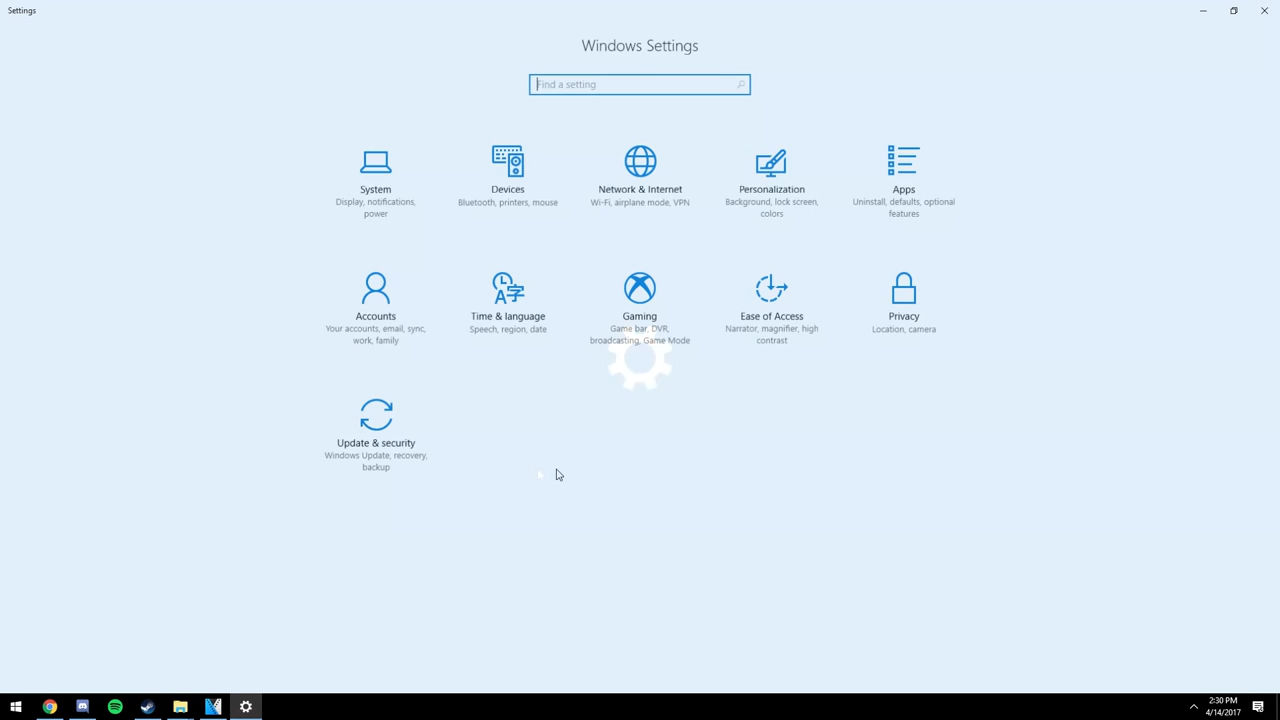 Settings
Windows Settings
Find a setting
System
Display, notifications,
power
Devices
Bluetooth, printers, mouse
Network & Internet
Wi-Fi, airplane mode, VPN
Personalization
Background, lock screen,
colors
Apps
Uninstall, defaults, optional
features
Accounts
Your accounts, email, sync,
work, family
Time & language
Speech, region, date
Gaming
Game bar, DVR,
broadcasting, Game Mode
Ease of Access
Narrator, magnifier, high
contrast
Privacy
Location, camera
Update & security
Windows Update, recovery,
backup
2:30 PM
4/14/2017